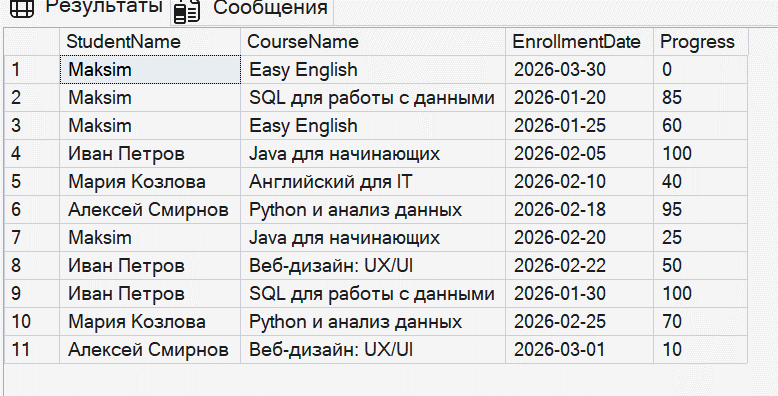 Результаты Сообщения
StudentName CourseName EnrollmentDate Progress
1 Maksim Easy English 2026-03-30 0
2 Maksim SQL для работы с данными 2026-01-20 85
3 Maksim Easy English 2026-01-25 60
4 Иван Петров Java для начинающих 2026-02-05 100
5 Мария Козлова Английский для IT 2026-02-10 40
6 Алексей Смирнов Python и анализ данных 2026-02-18 95
7 Maksim Java для начинающих 2026-02-20 25
8 Иван Петров Веб-дизайн: UX/UI 2026-02-22 50
9 Иван Петров SQL для работы с данными 2026-01-30 100
10 Мария Козлова Python и анализ данных 2026-02-25 70
11 Алексей Смирнов Веб-дизайн: UX/UI 2026-03-01 10